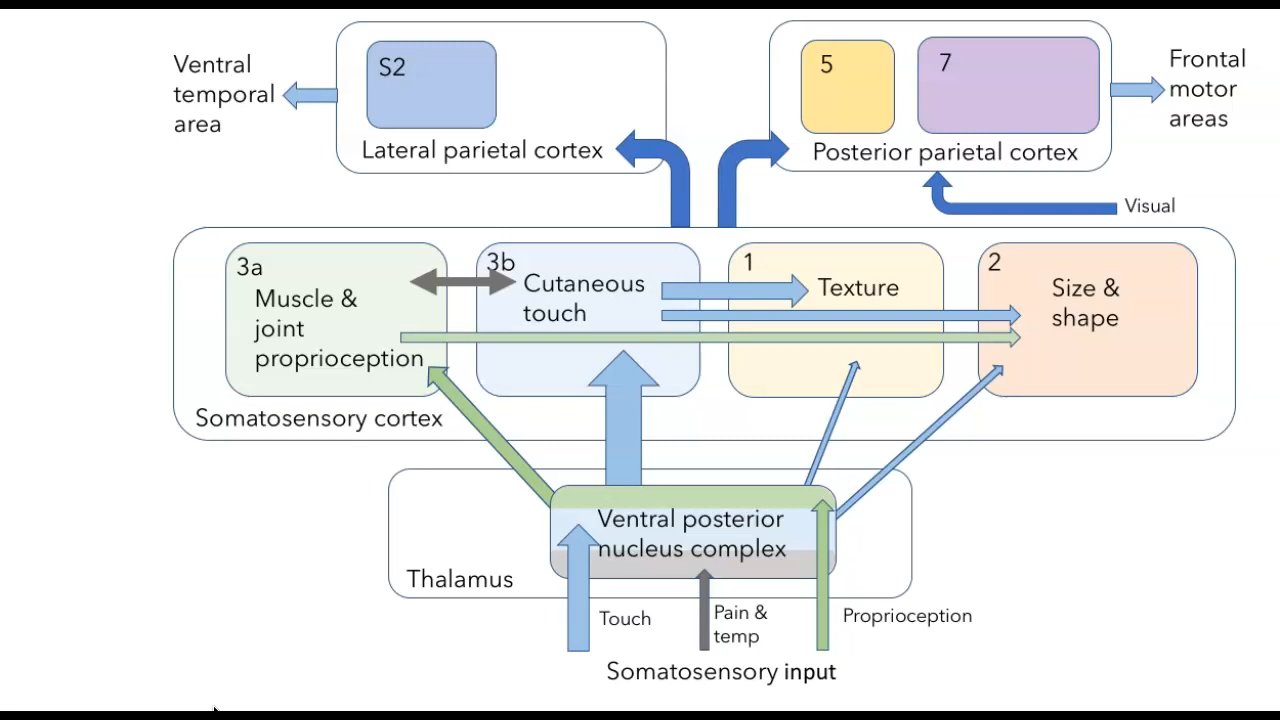 Ventral
temporal
area
S2
Lateral parietal cortex
5
7
Posterior parietal cortex
Frontal
motor
areas
Visual
3a
Muscle &
joint
proprioception
3b
Cutaneous
touch
1
Texture
2
Size &
shape
Somatosensory cortex
Ventral posterior
nucleus complex
Thalamus
Touch
Pain &
temp
Proprioception
Somatosensory input